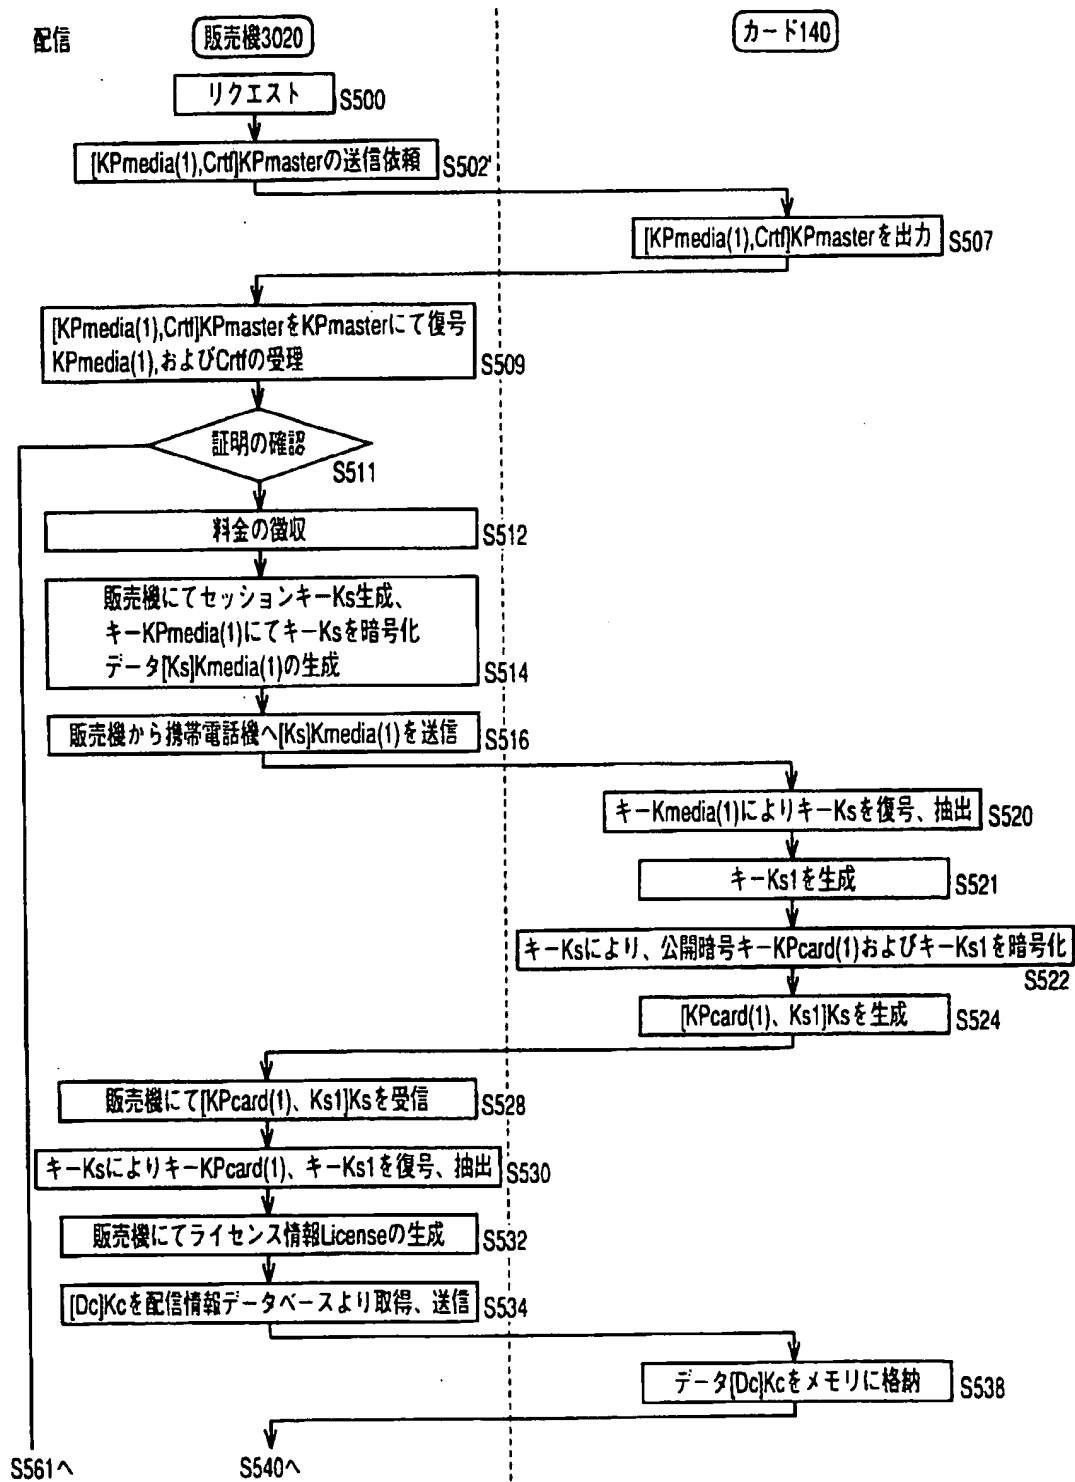 配信
販売機3020
カード140
リクエスト
S500
[KPmedia(1),Crtf]KPmasterの送信依頼
S502'
[KPmedia(1),Crtf]KPmasterを出力
S507
[KPmedia(1),Crtf]KPmasterをKPmasterにて復号
KPmedia(1),およびCrtfの受理
S509
証明の確認
S511
料金の徴収
S512
販売機にてセッションキーKs生成、
キーKPmedia(1)にてキーKsを暗号化
データ[Ks]Kmedia(1)の生成
S514
販売機から携帯電話機へ[Ks]Kmedia(1)を送信
S516
キーKmedia(1)によりキーKsを復号、抽出
S520
キーKs1を生成
S521
キーKsにより、公開暗号キーKPcard(1)およびキーKs1を暗号化
S522
[KPcard(1)、Ks1]Ksを生成
S524
販売機にて[KPcard(1)、Ks1]Ksを受信
S528
キーKsによりキーKPcard(1)、キーKs1を復号、抽出
S530
販売機にてライセンス情報Licenseの生成
S532
[Dc]Kcを配信情報データベースより取得、送信
S534
データ[Dc]Kcをメモリに格納
S538
S561へ
S540へ